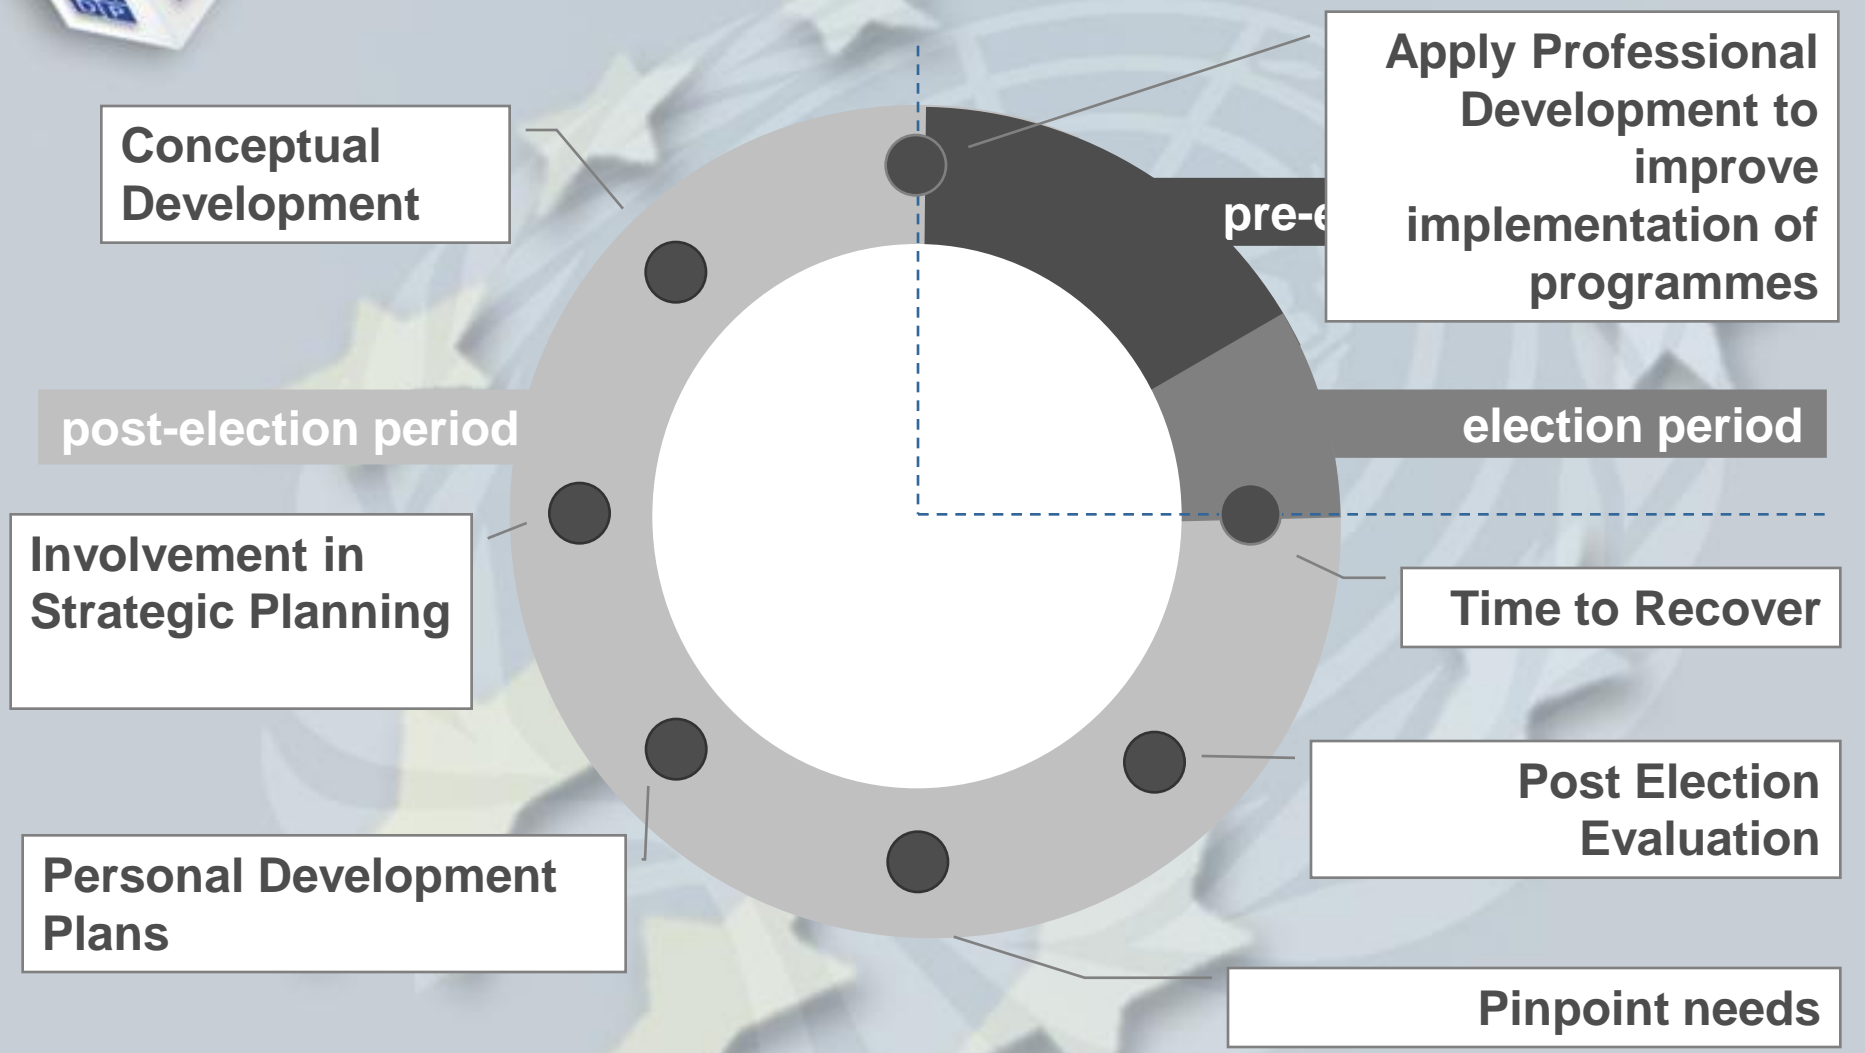 Apply Professional
Development to
improve
implementation of
programmes
Conceptual
Development
pre-e
post-election period
election period
Involvement in
Strategic Planning
Time to Recover
Post Election
Evaluation
Personal Development
Plans
Pinpoint needs